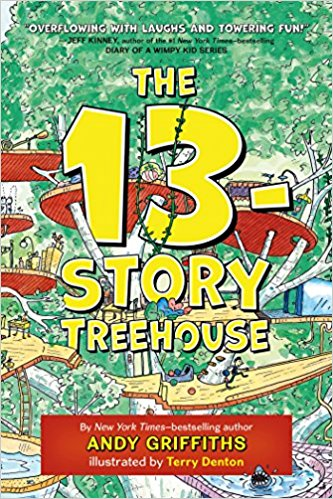 "OVERFLOWING WITH LAUGHS AND TOWERING FUN!"
—JEFF KINNEY, author of the #1 New York Times–bestselling
DIARY OF A WIMPY KID SERIES
THE
13-
STORY
TREEHOUSE
By New York Times–bestselling author
ANDY GRIFFITHS
illustrated by Terry Denton